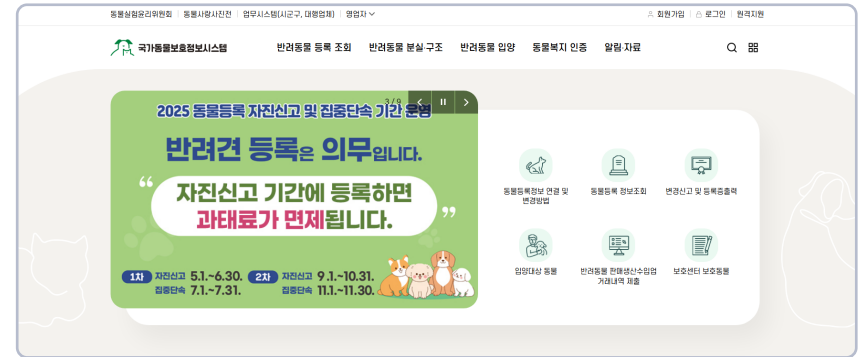 동물실험윤리위원회 동물사랑사진전 업무시스템(시군구, 대행업체) 명업자
회원가입 로그인 원격지원
국가동물보호정보시스템 반려동물 등록 조회 반려동물 분실·구조 반려동물 입양 동물복지 인증 알림·자료
3 / 9
2025 동물등록 자진신고 및 집중단속 기간 운영
반려견 등록은 의무입니다.
“자진신고 기간에 등록하면
과태료가 면제됩니다.”
1차 자진신고 5.1.~6.30. 2차 자진신고 9.1.~10.31.
집중단속 7.1.~7.31. 집중단속 11.1.~11.30.
동물등록정보 연결 및
변경방법
동물등록 정보조회
변경신고 및 등록증출력
입양대상 동물
반려동물 판매생산수입업
거래내역 제출
보호센터 보호동물